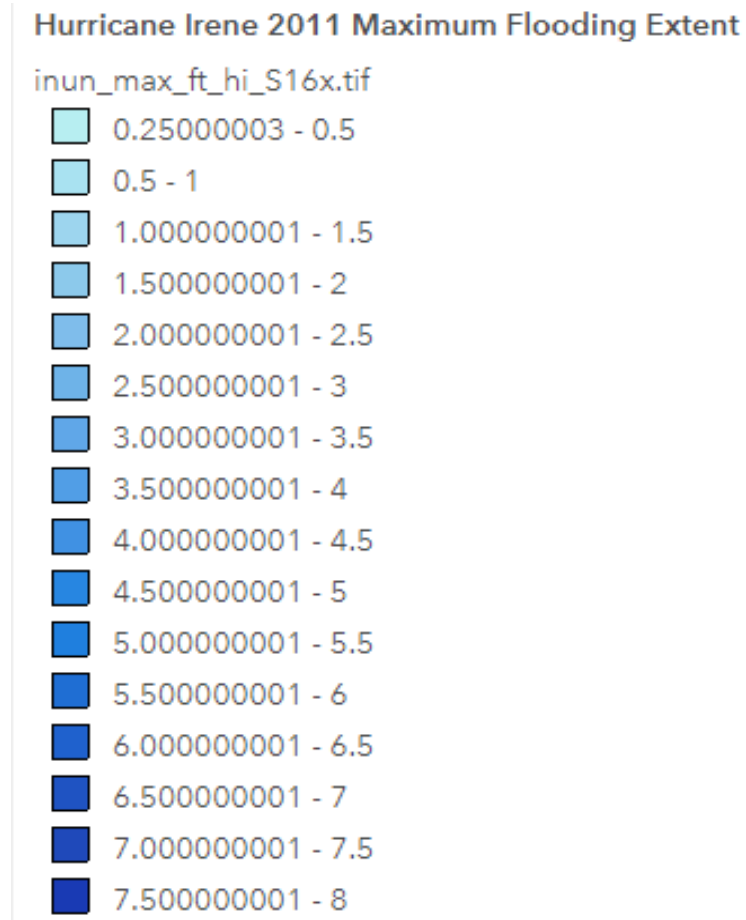 Hurricane Irene 2011 Maximum Flooding Extent
inun_max_ft_hi_S16x.tif
0.25000003 - 0.5
0.5 - 1
1.000000001 - 1.5
1.500000001 - 2
2.000000001 - 2.5
2.500000001 - 3
3.000000001 - 3.5
3.500000001 - 4
4.000000001 - 4.5
4.500000001 - 5
5.000000001 - 5.5
5.500000001 - 6
6.000000001 - 6.5
6.500000001 - 7
7.000000001 - 7.5
7.500000001 - 8